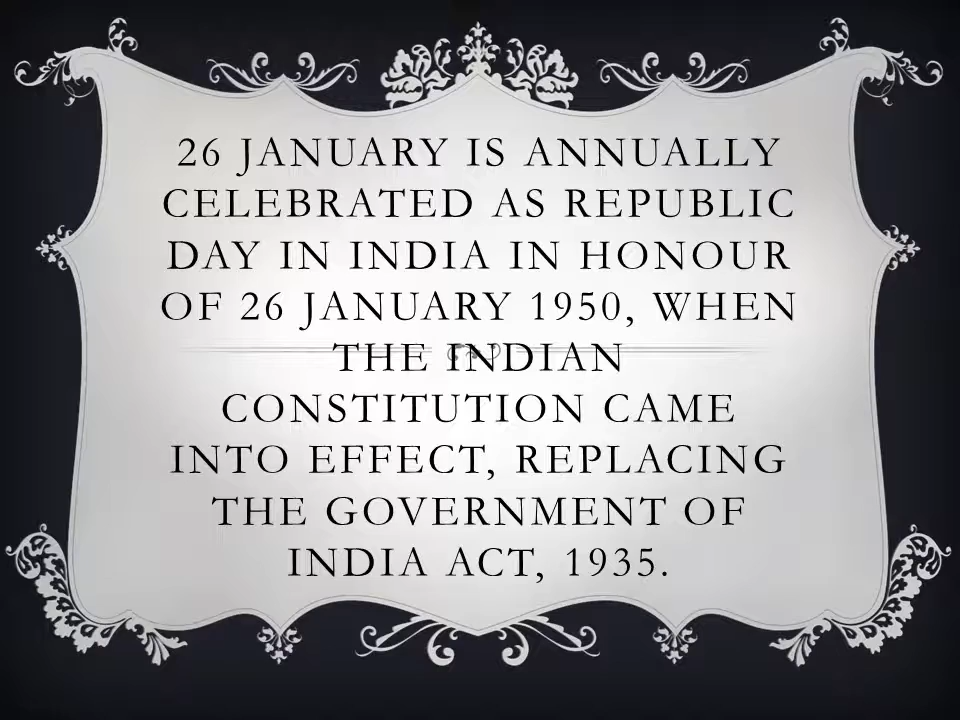 26 JANUARY IS ANNUALLY
CELEBRATED AS REPUBLIC
DAY IN INDIA IN HONOUR
OF 26 JANUARY 1950, WHEN
THE INDIAN
CONSTITUTION CAME
INTO EFFECT, REPLACING
THE GOVERNMENT OF
INDIA ACT, 1935.